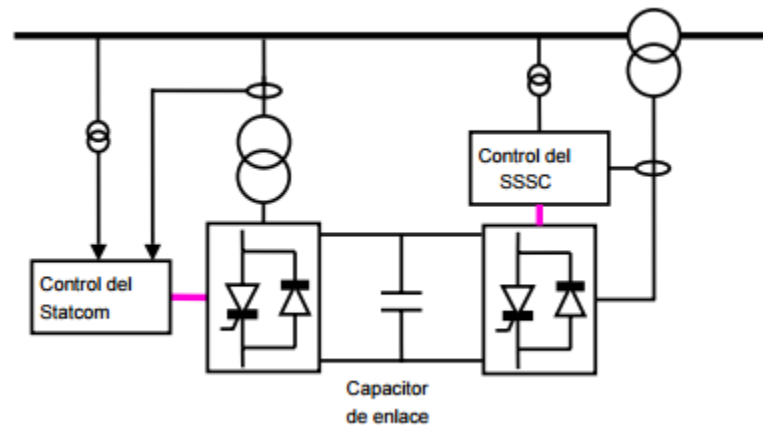 Control del
SSSC
Control del
Statcom
Capacitor
de enlace